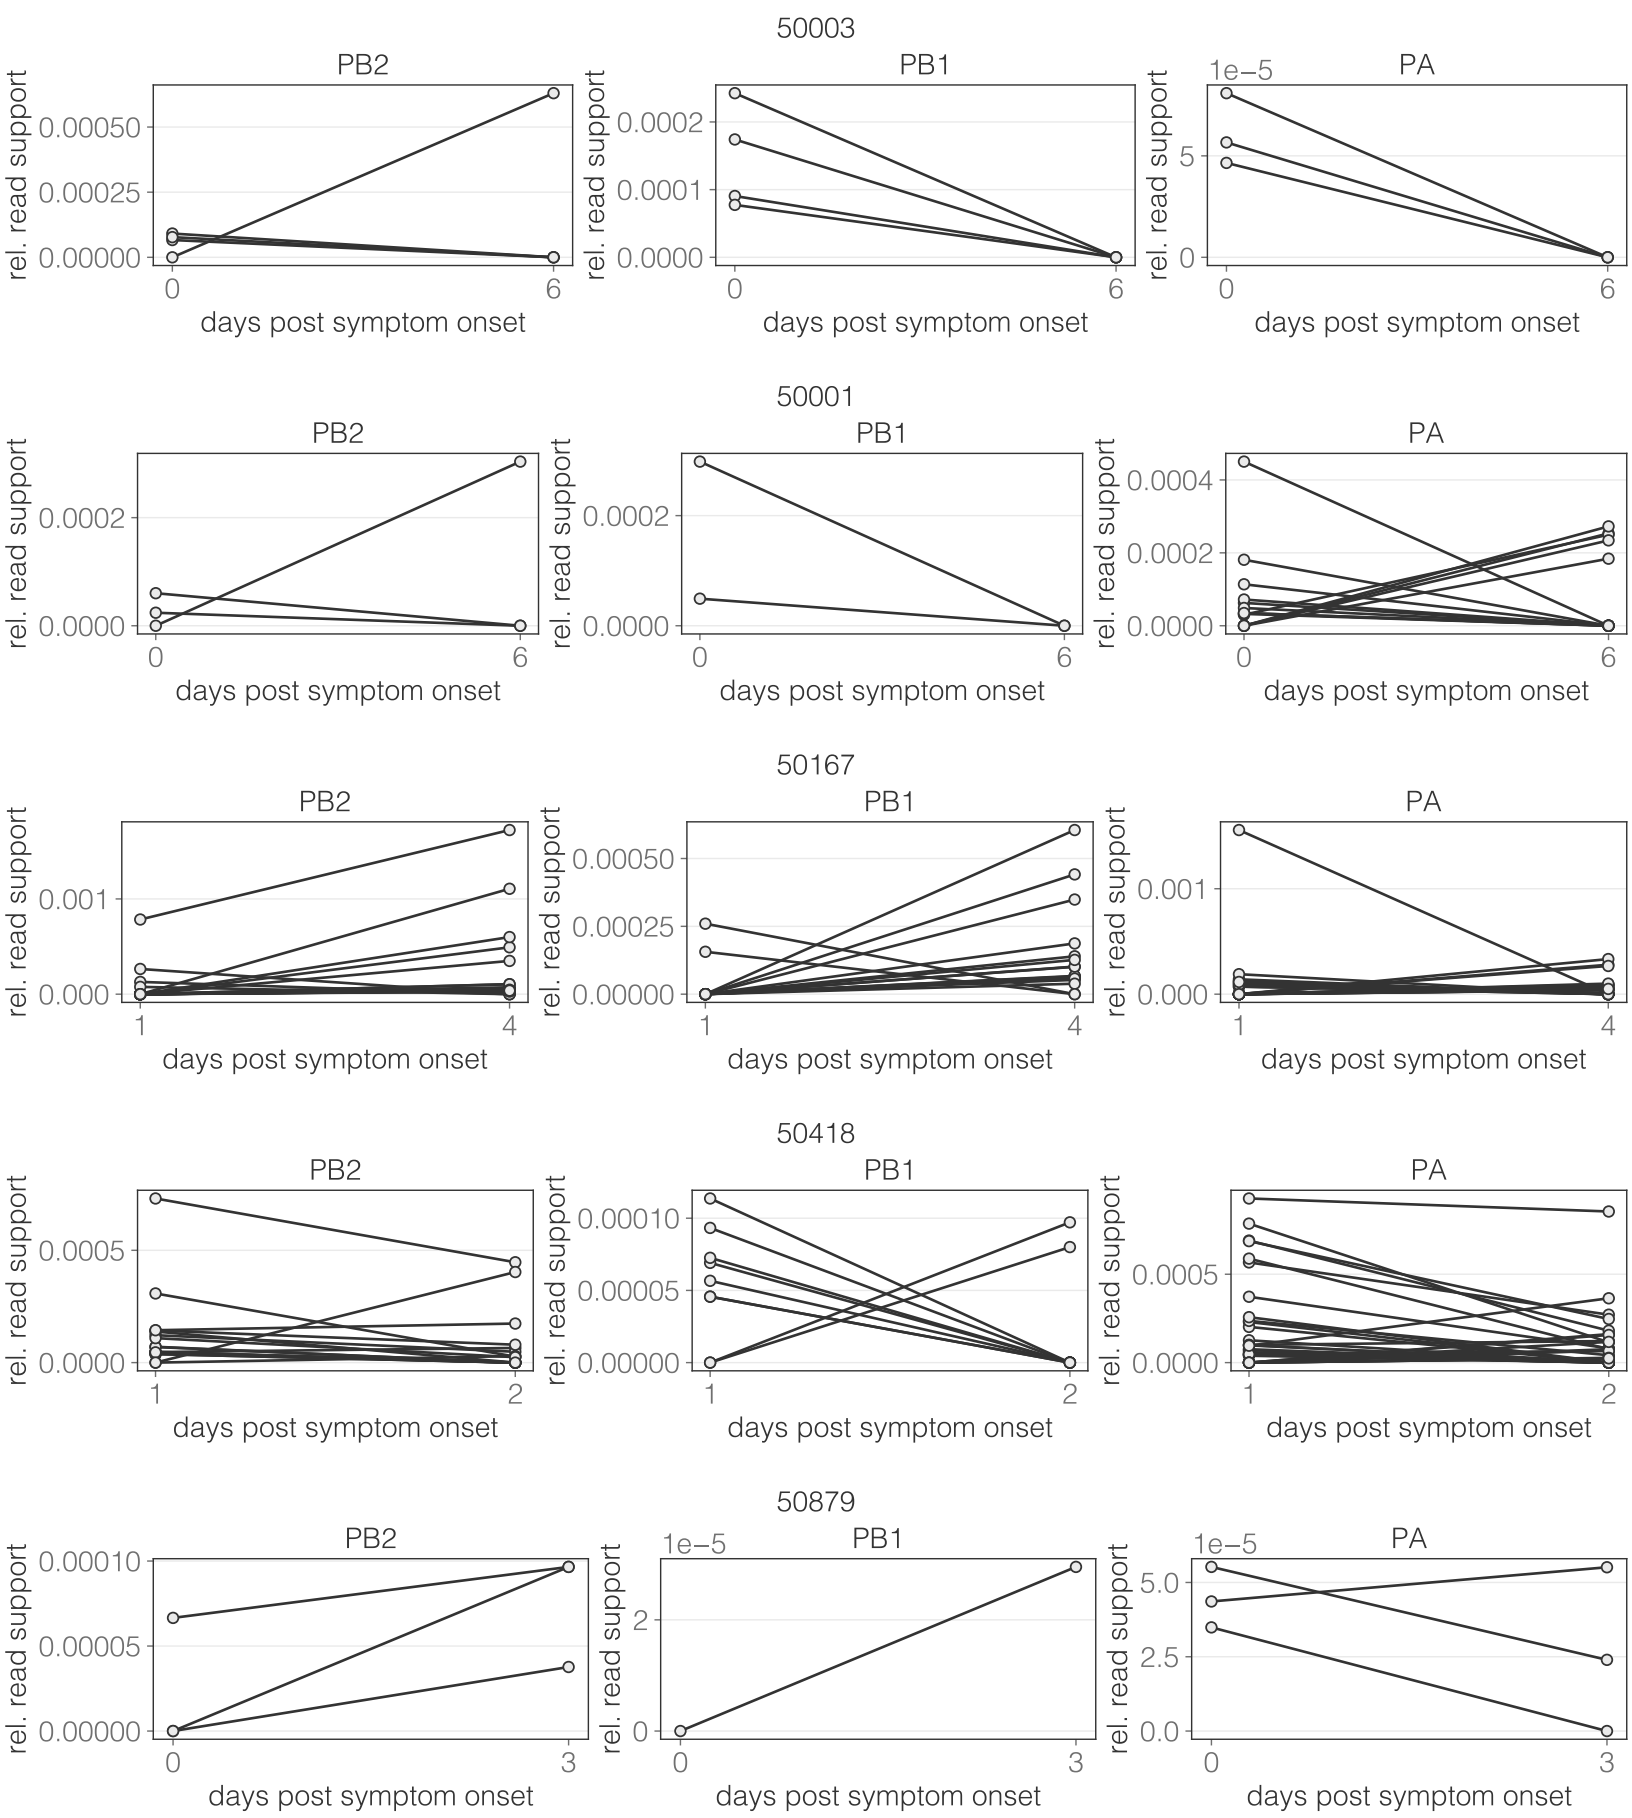 50003
PB2 PB1 PA
1e−5
rel. read support 0.00050 0.00025 0.00000
rel. read support 0.0002 0.0001 0.0000
rel. read support 5 0
0 6 0 6 0 6
days post symptom onset days post symptom onset days post symptom onset
50001
PB2 PB1 PA
rel. read support 0.0002 0.0000
rel. read support 0.0002 0.0000
rel. read support 0.0004 0.0002 0.0000
0 6 0 6 0 6
days post symptom onset days post symptom onset days post symptom onset
50167
PB2 PB1 PA
rel. read support 0.001 0.000
rel. read support 0.00050 0.00025 0.00000
rel. read support 0.001 0.000
1 4 1 4 1 4
days post symptom onset days post symptom onset days post symptom onset
50418
PB2 PB1 PA
rel. read support 0.0005 0.0000
rel. read support 0.00010 0.00005 0.00000
rel. read support 0.0005 0.0000
1 2 1 2 1 2
days post symptom onset days post symptom onset days post symptom onset
50879
PB2 PB1 PA
1e−5 1e−5
rel. read support 0.00010 0.00005 0.00000
rel. read support 2 0
rel. read support 5.0 2.5 0.0
0 3 0 3 0 3
days post symptom onset days post symptom onset days post symptom onset